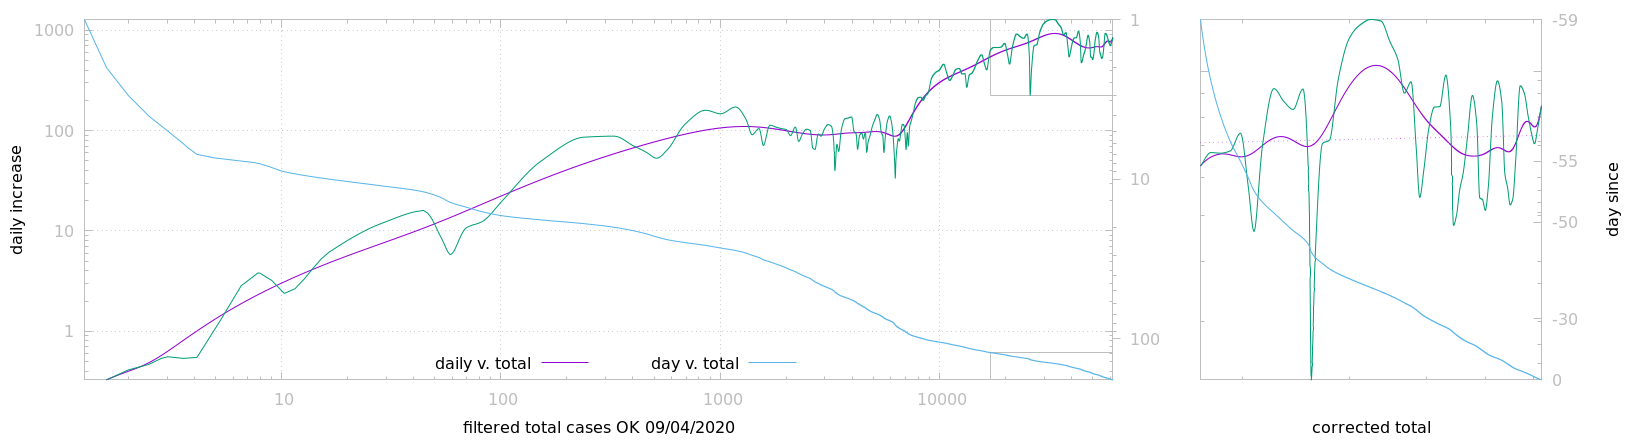 daily increase
1000
100
10
1
10
100
1000
10000
1
10
100
daily v. total
day v. total
filtered total cases OK 09/04/2020
-59
-55
-50
-30
0
day since
corrected total